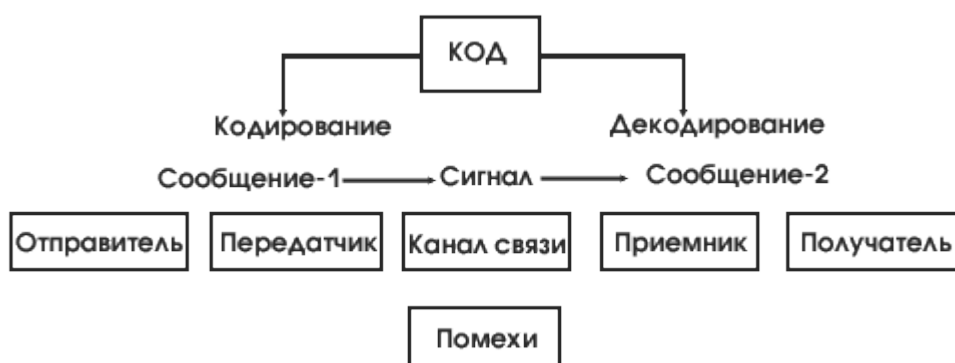 КОД
Кодирование Декодирование
Сообщение-1 Сигнал Сообщение-2
Отправитель Передатчик Канал связи Приемник Получатель
Помехи